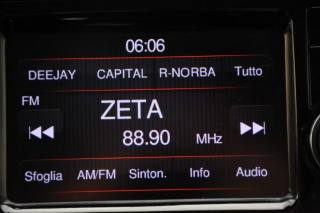 06:06
DEEJAY CAPITAL R-NORBA Tutto
FM
ZETA
88.90 MHz
Sfoglia AM/FM Sinton. Info Audio